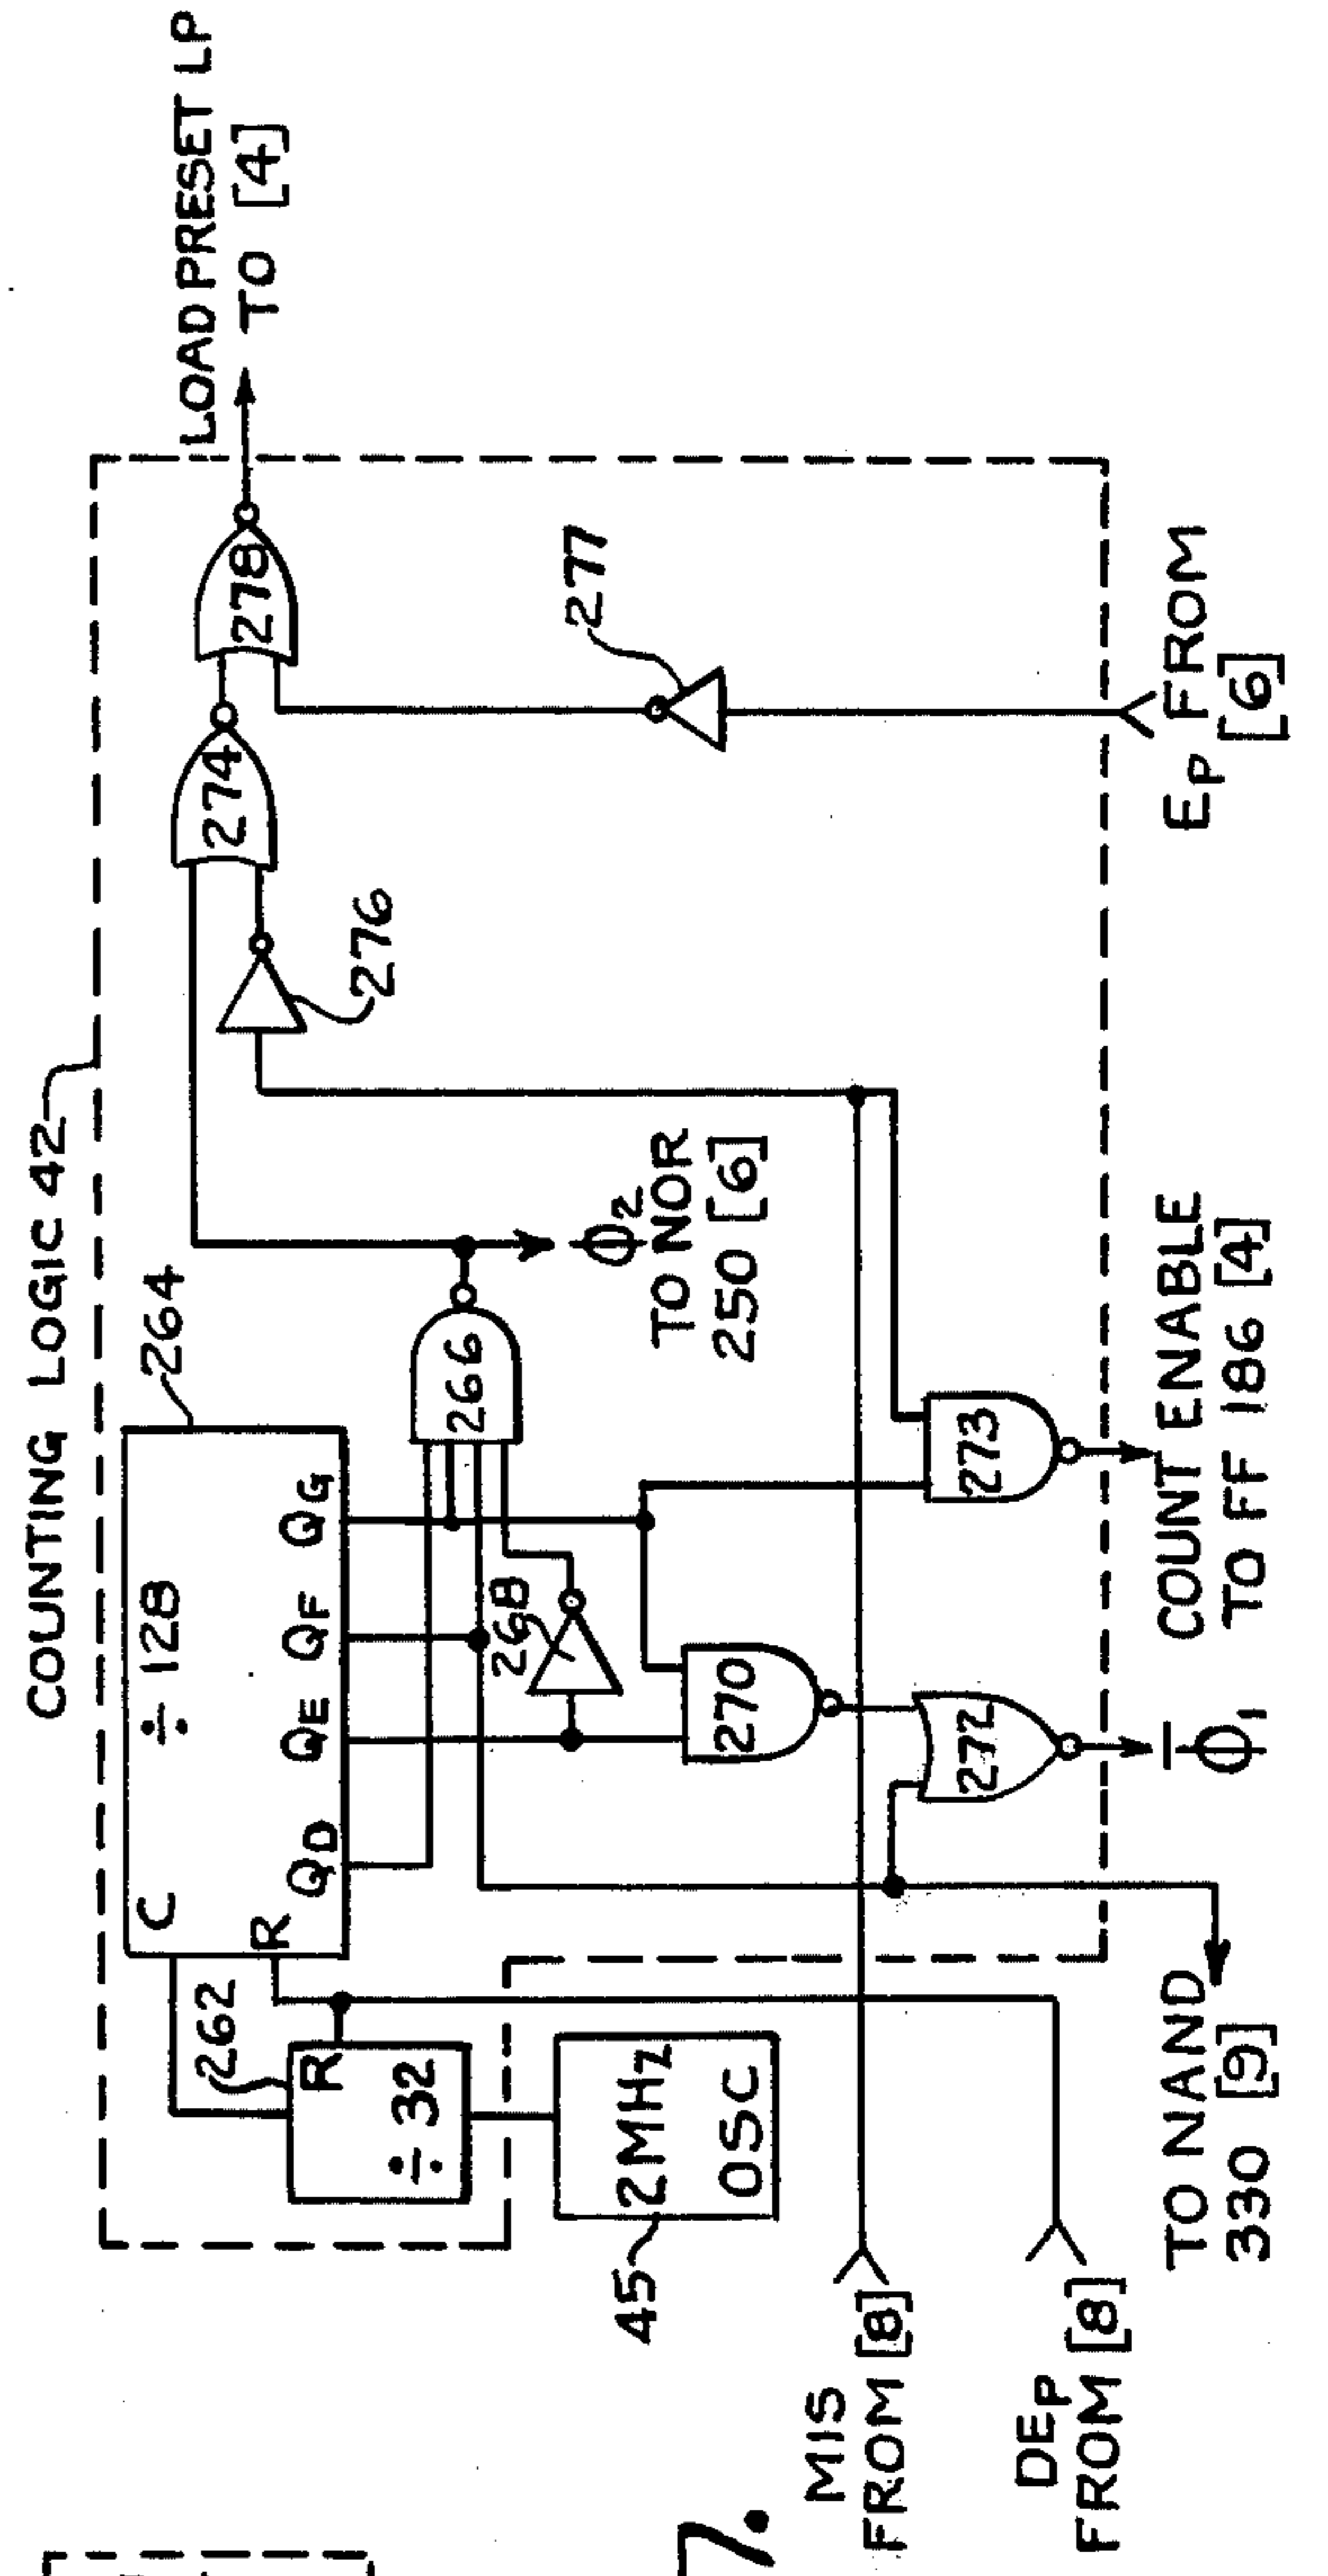 COUNTING LOGIC 42
264
÷ 128
C
R
QD
QE
QF
QG
262
R
÷ 32
2MHz
OSC
45
266
268
270
272
273
274
276
277
278
LOAD PRESET LP
TO [4]
Φ2
TO NOR
250 [6]
EP FROM
[6]
COUNT ENABLE
TO FF 186 [4]
Φ̅1
TO NAND
330 [9]
MIS
FROM [8]
DEP
FROM [8]
7.